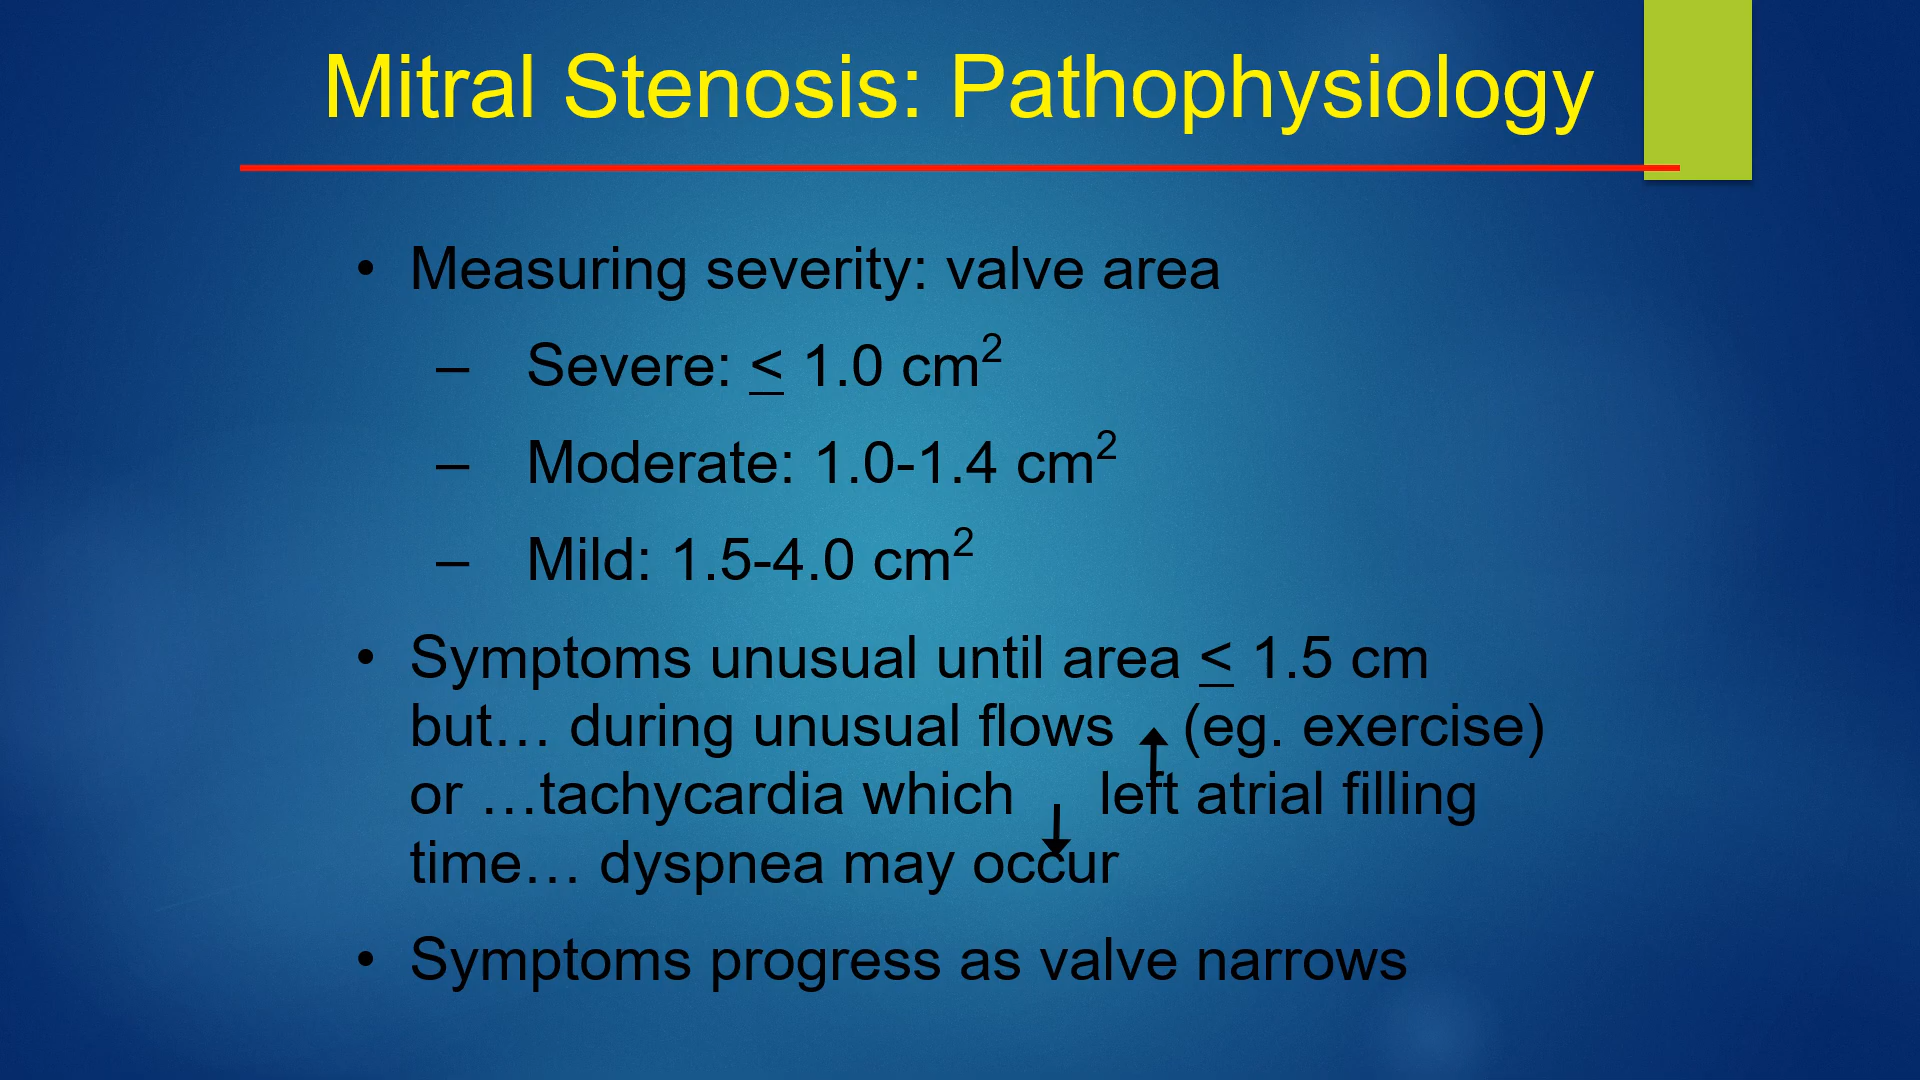 Mitral Stenosis: Pathophysiology
• Measuring severity: valve area
– Severe: ≤ 1.0 cm²
– Moderate: 1.0-1.4 cm²
– Mild: 1.5-4.0 cm²
• Symptoms unusual until area ≤ 1.5 cm
but… during unusual flows ↑ (eg. exercise)
or …tachycardia which ↓ left atrial filling
time… dyspnea may occur
• Symptoms progress as valve narrows